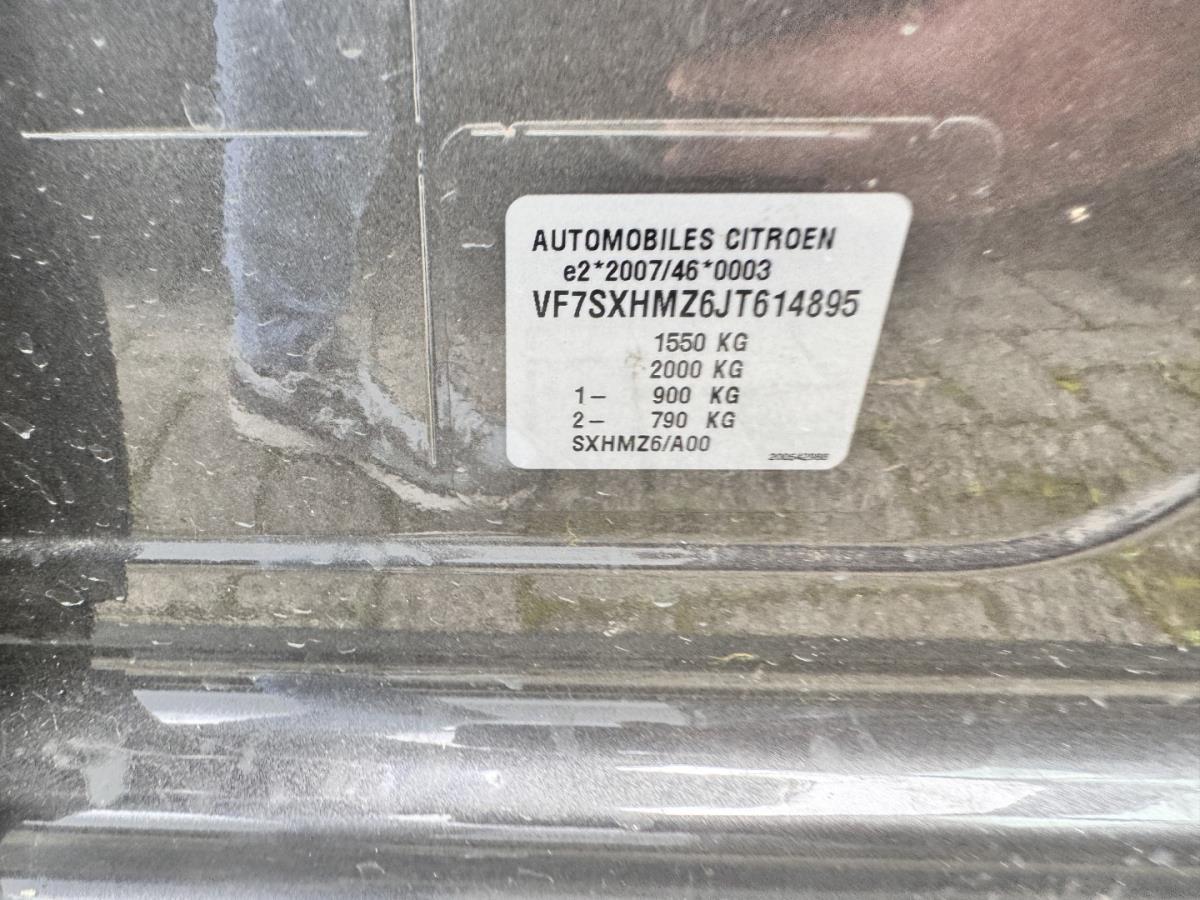 AUTOMOBILES CITROEN
e2*2007/46*0003
VF7SXHMZ6JT614895
1550 KG
2000 KG
1- 900 KG
2- 790 KG
SXHMZ6/A00